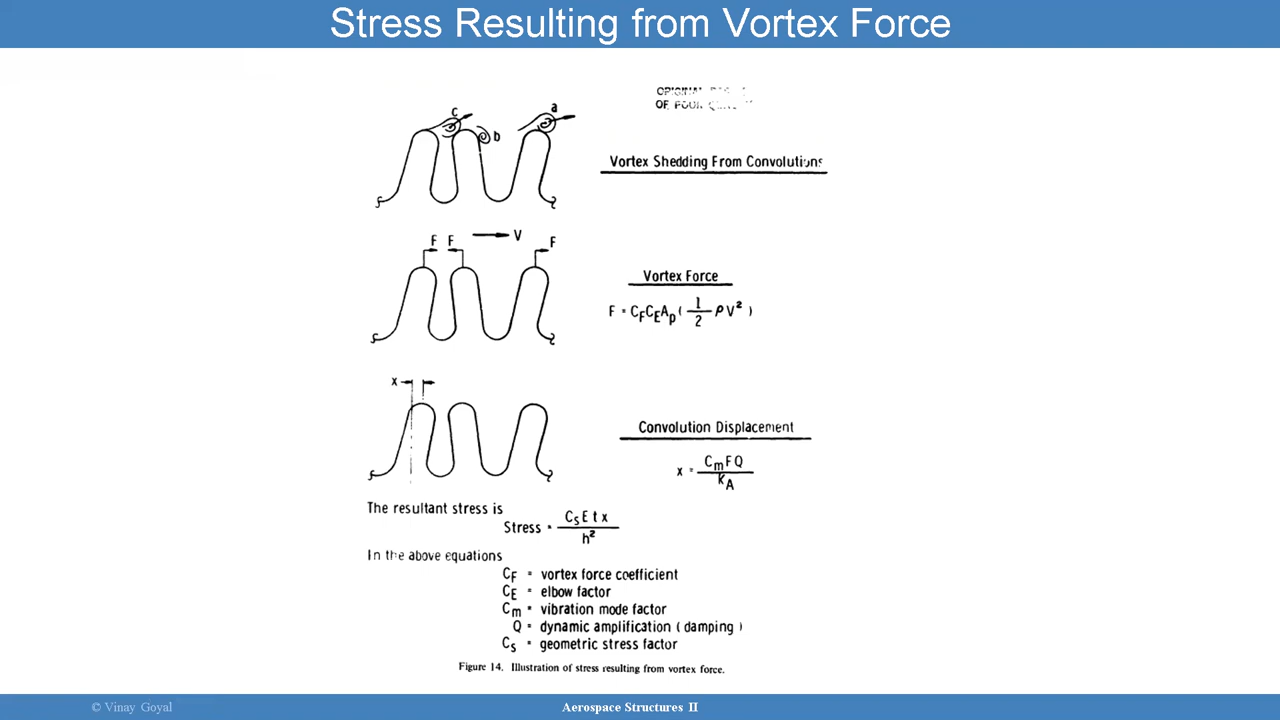 Stress Resulting from Vortex Force
c
a
b
ORIGINAL
OF POOR
Vortex Shedding From Convolutions
F F V F
Vortex Force
F = C_F C_E A_p ( 1/2 ρV² )
x
Convolution Displacement
x = C_m F Q / K_A
The resultant stress is
Stress = C_s E t x / h²
In the above equations
C_F = vortex force coefficient
C_E = elbow factor
C_m = vibration mode factor
Q = dynamic amplification ( damping )
C_s = geometric stress factor
Figure 14. Illustration of stress resulting from vortex force.
© Vinay Goyal
Aerospace Structures II